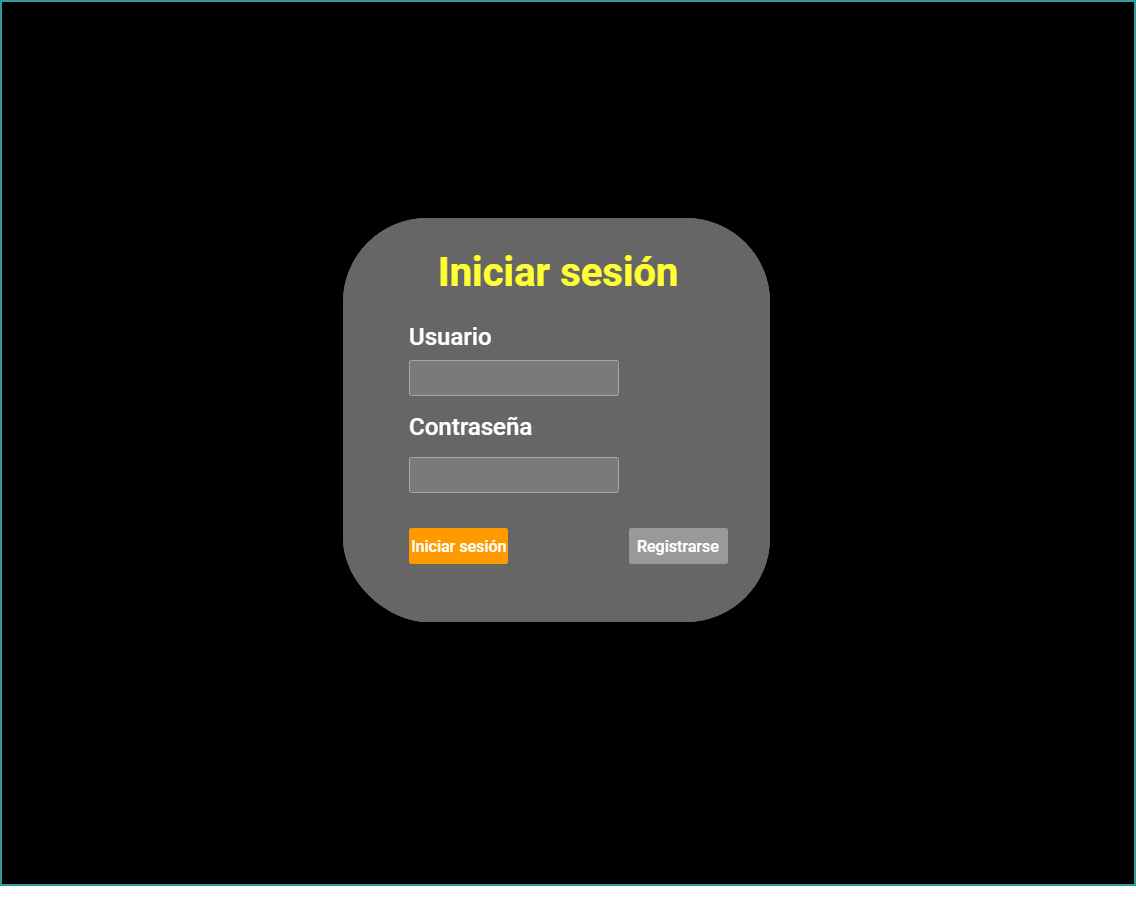 Iniciar sesión
Usuario
Contraseña
Iniciar sesión
Registrarse